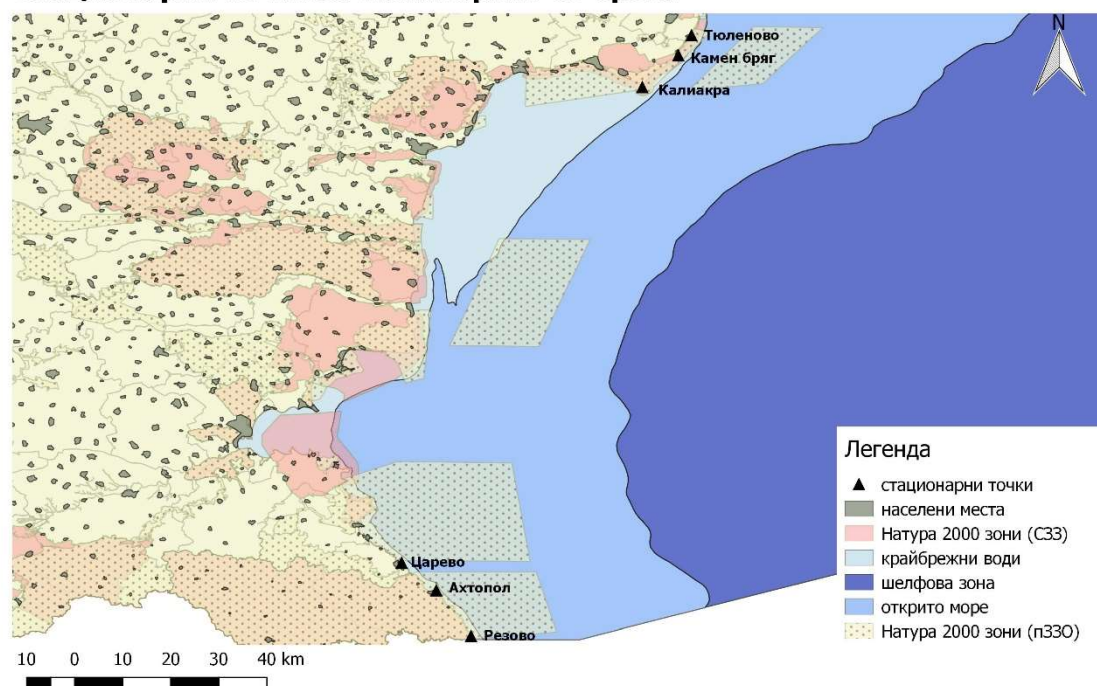 N
Тюленово
Камен бряг
Калиакра
Царево
Ахтопол
Резово
Легенда
стационарни точки
населени места
Натура 2000 зони (СЗЗ)
крайбрежни води
шелфова зона
открито море
Натура 2000 зони (пЗЗО)
10 0 10 20 30 40 km